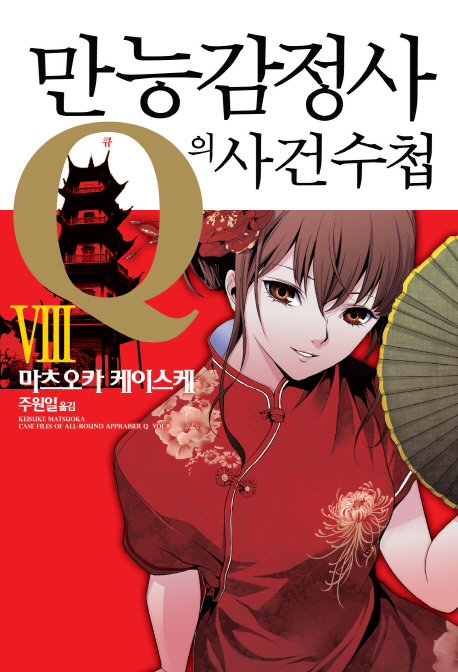 만능감정사
Q
큐
의 사건수첩
VIII
마츠오카 케이스케
주원일 옮김
KEISUKE MATSUOKA
CASE FILES OF ALL-ROUND APPRAISER Q VOL.8